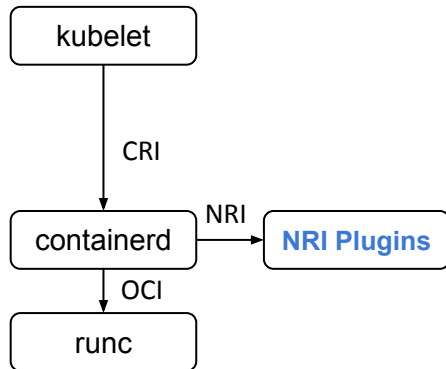 kubelet
CRI
NRI
containerd
NRI Plugins
OCI
runc